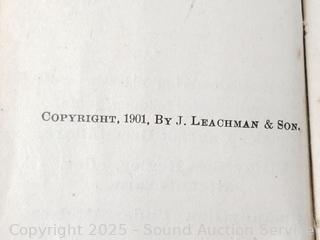 COPYRIGHT, 1901, BY J. LEACHMAN & SON.
Copyright 2025 - Sound Auction Service